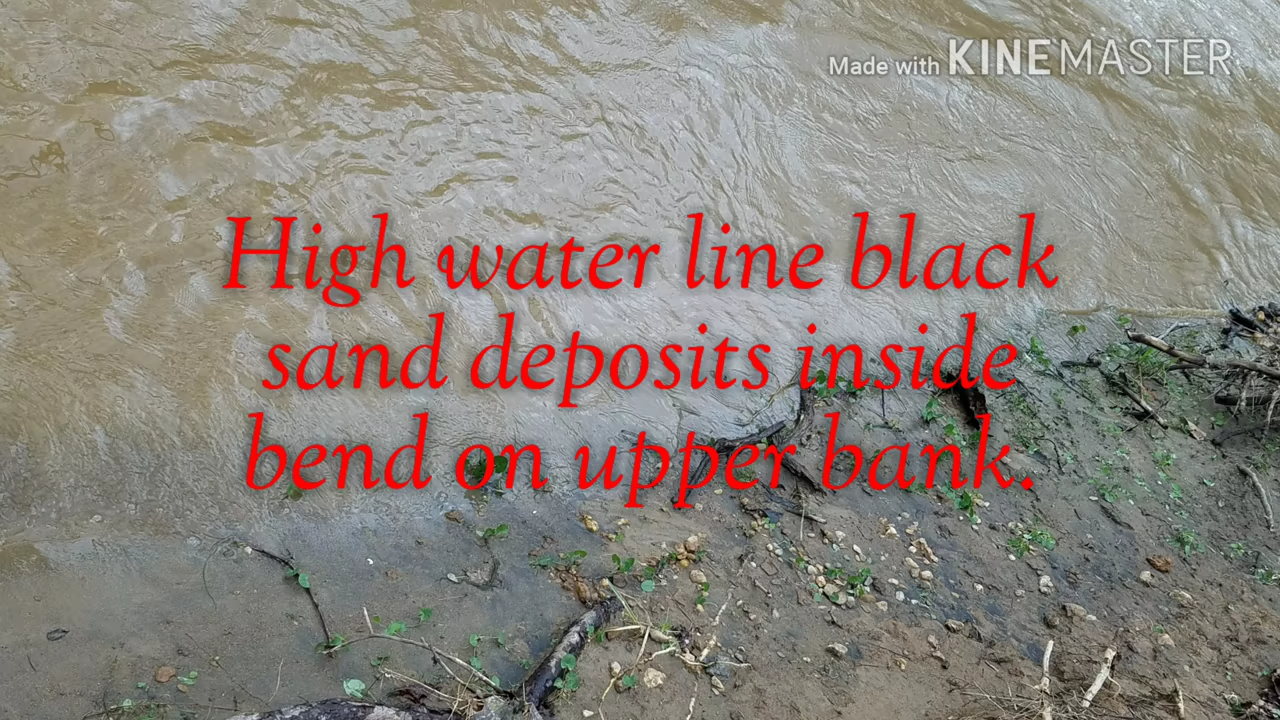 Made with KINEMASTER
High water line black
sand deposits inside
bend on upper bank.